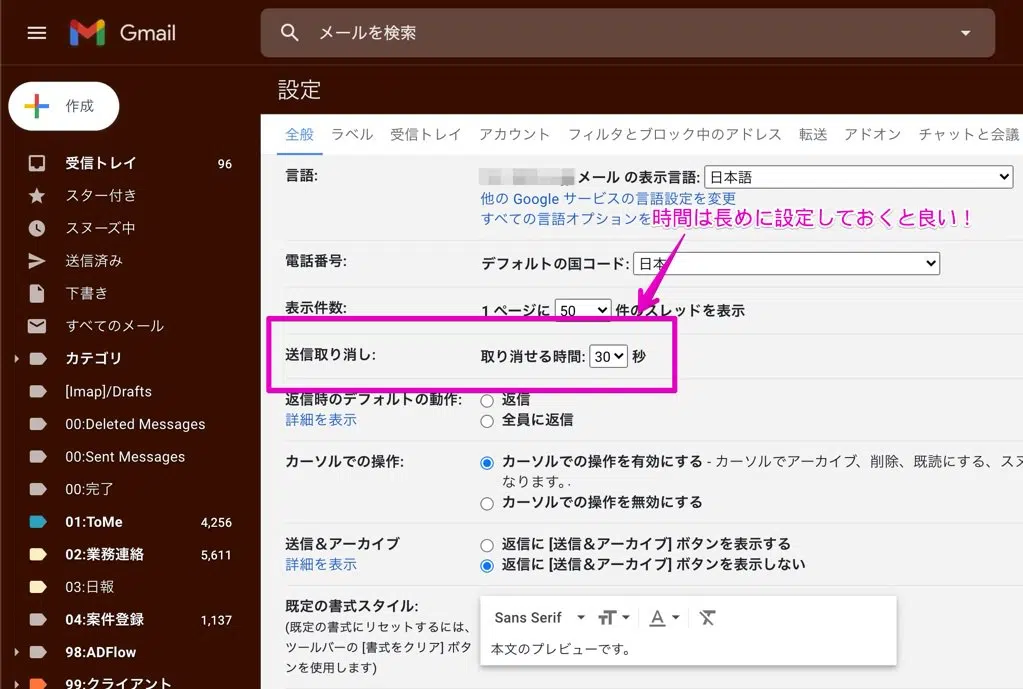 Gmail
メールを検索
作成
設定
受信トレイ 96
スター付き
スヌーズ中
送信済み
下書き
すべてのメール
カテゴリ
[Imap]/Drafts
00:Deleted Messages
00:Sent Messages
00:完了
01:ToMe 4,256
02:業務連絡 5,611
03:日報
04:案件登録 1,137
98:ADFlow
99:クライアント
全般 ラベル 受信トレイ アカウント フィルタとブロック中のアドレス 転送 アドオン チャットと会議
言語:
メール の表示言語: 日本語
他の Google サービスの言語設定を変更
すべての言語オプションを
時間は長めに設定しておくと良い！
電話番号:
デフォルトの国コード: 日本
表示件数:
1 ページに 50 件のスレッドを表示
送信取り消し:
取り消せる時間: 30 秒
返信時のデフォルトの動作:
詳細を表示
返信
全員に返信
カーソルでの操作:
カーソルでの操作を有効にする - カーソルでアーカイブ、削除、既読にする、スヌ
なります。.
カーソルでの操作を無効にする
送信＆アーカイブ
詳細を表示
返信に [送信＆アーカイブ] ボタンを表示する
返信に [送信＆アーカイブ] ボタンを表示しない
既定の書式スタイル:
(既定の書式にリセットするには、
ツールバーの [書式をクリア] ボタ
ンを使用します)
Sans Serif
本文のプレビューです。